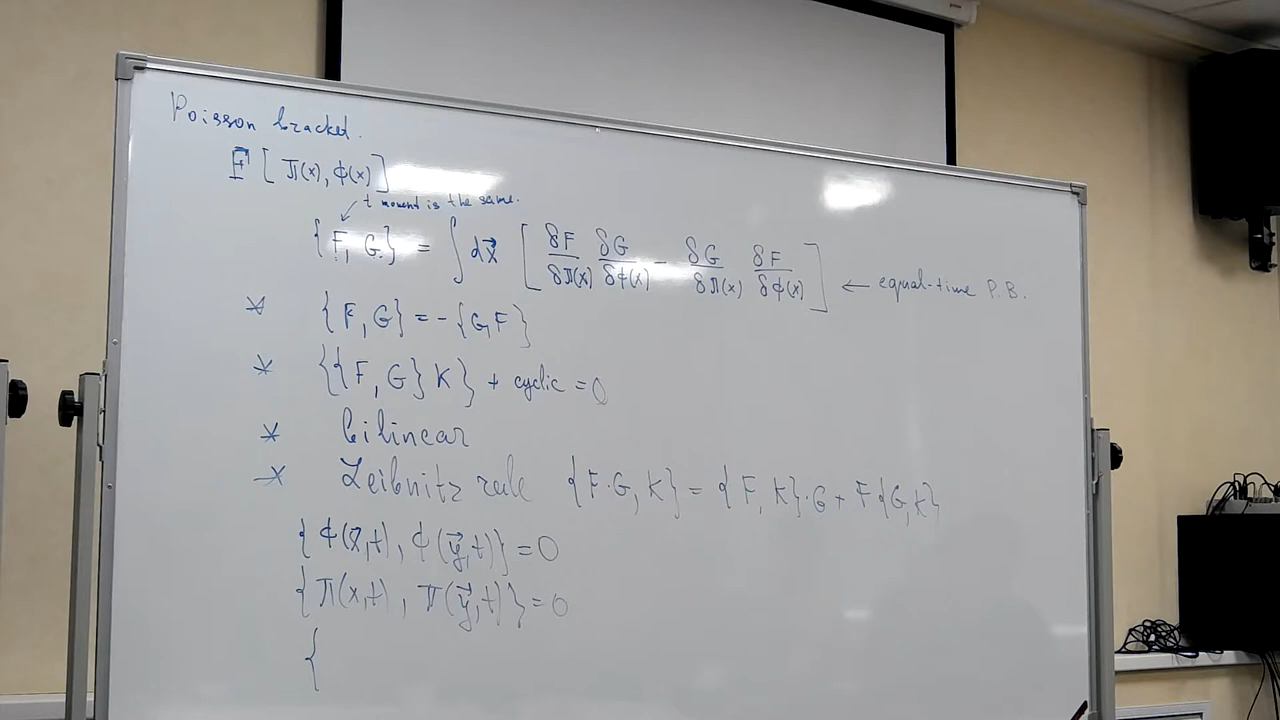 Poisson bracket.
F [ π(x), ϕ(x) ]
t moment is the same.
{ F, G } = ∫ dx⃗ [ δF/δπ(x) δG/δϕ(x) − δG/δπ(x) δF/δϕ(x) ] ← equal-time P.B.
* { F, G } = - { G, F }
* { { F, G } K } + cyclic = 0
* bilinear
* Leibnitz rule { F · G, K } = { F, K } · G + F { G, K }
{ ϕ(x⃗,t), ϕ(y⃗,t) } = 0
{ π(x,t), π(y⃗,t) } = 0
{